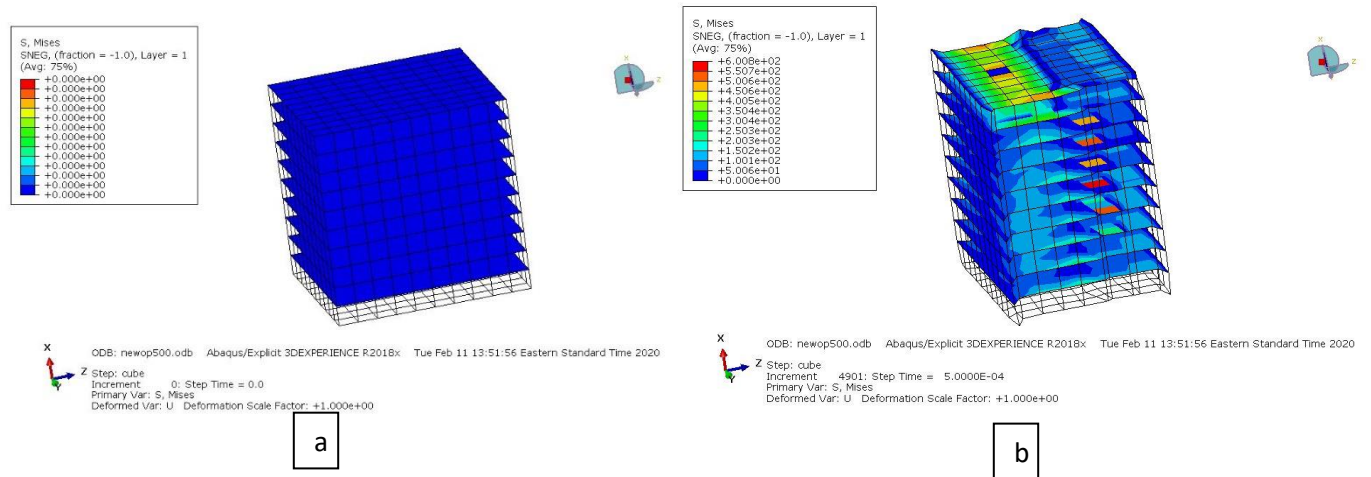 S, Mises
SNEG, (fraction = -1.0), Layer = 1
(Avg: 75%)
+0.000e+00
+0.000e+00
+0.000e+00
+0.000e+00
+0.000e+00
+0.000e+00
+0.000e+00
+0.000e+00
+0.000e+00
+0.000e+00
+0.000e+00
+0.000e+00
+0.000e+00
X
Z
X
Z
Y
ODB: newop500.odb Abaqus/Explicit 3DEXPERIENCE R2018x Tue Feb 11 13:51:56 Eastern Standard Time 2020
Step: cube
Increment 0: Step Time = 0.0
Primary Var: S, Mises
Deformed Var: U Deformation Scale Factor: +1.000e+00
a
S, Mises
SNEG, (fraction = -1.0), Layer = 1
(Avg: 75%)
+6.008e+02
+5.507e+02
+5.006e+02
+4.506e+02
+4.005e+02
+3.504e+02
+3.004e+02
+2.503e+02
+2.003e+02
+1.502e+02
+1.001e+02
+5.006e+01
+0.000e+00
X
Z
X
Z
Y
ODB: newop500.odb Abaqus/Explicit 3DEXPERIENCE R2018x Tue Feb 11 13:51:56 Eastern Standard Time 2020
Step: cube
Increment 4901: Step Time = 5.0000E-04
Primary Var: S, Mises
Deformed Var: U Deformation Scale Factor: +1.000e+00
b